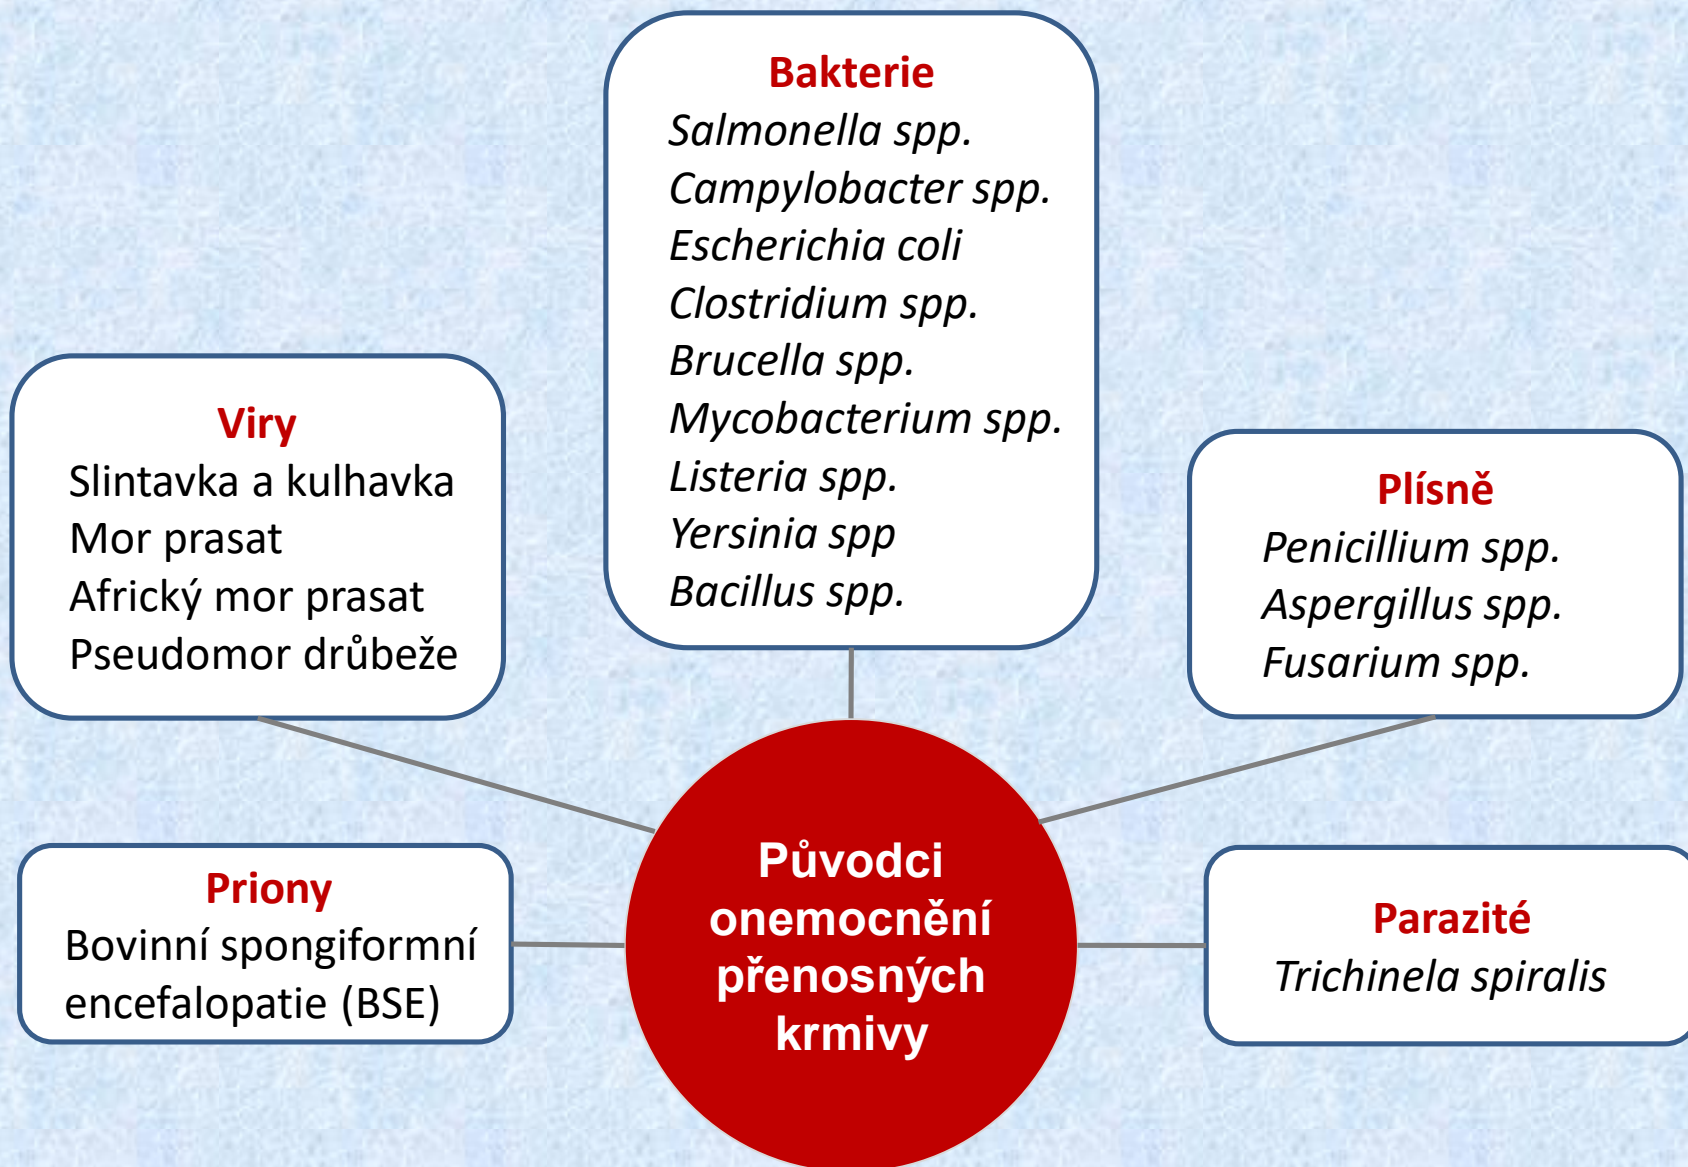 Bakterie
Salmonella spp.
Campylobacter spp.
Escherichia coli
Clostridium spp.
Brucella spp.
Mycobacterium spp.
Listeria spp.
Yersinia spp
Bacillus spp.
Viry
Slintavka a kulhavka
Mor prasat
Africký mor prasat
Pseudomor drůbeže
Plísně
Penicillium spp.
Aspergillus spp.
Fusarium spp.
Priony
Bovinní spongiformní
encefalopatie (BSE)
Původci
onemocnění
přenosných
krmivy
Parazité
Trichinela spiralis